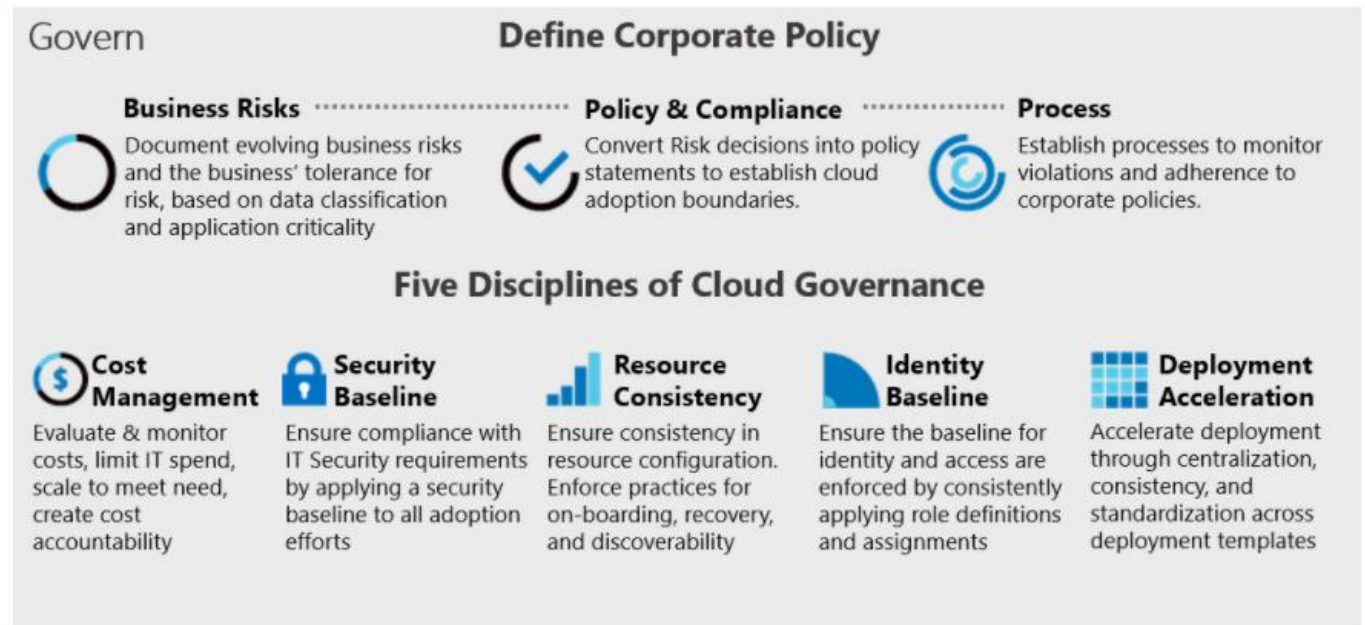 Govern
Define Corporate Policy
Business Risks
Document evolving business risks
and the business' tolerance for
risk, based on data classification
and application criticality
Policy & Compliance
Convert Risk decisions into policy
statements to establish cloud
adoption boundaries.
Process
Establish processes to monitor
violations and adherence to
corporate policies.
Five Disciplines of Cloud Governance
$
Cost
Management
Evaluate & monitor
costs, limit IT spend,
scale to meet need,
create cost
accountability
Security
Baseline
Ensure compliance with
IT Security requirements
by applying a security
baseline to all adoption
efforts
Resource
Consistency
Ensure consistency in
resource configuration.
Enforce practices for
on-boarding, recovery,
and discoverability
Identity
Baseline
Ensure the baseline for
identity and access are
enforced by consistently
applying role definitions
and assignments
Deployment
Acceleration
Accelerate deployment
through centralization,
consistency, and
standardization across
deployment templates